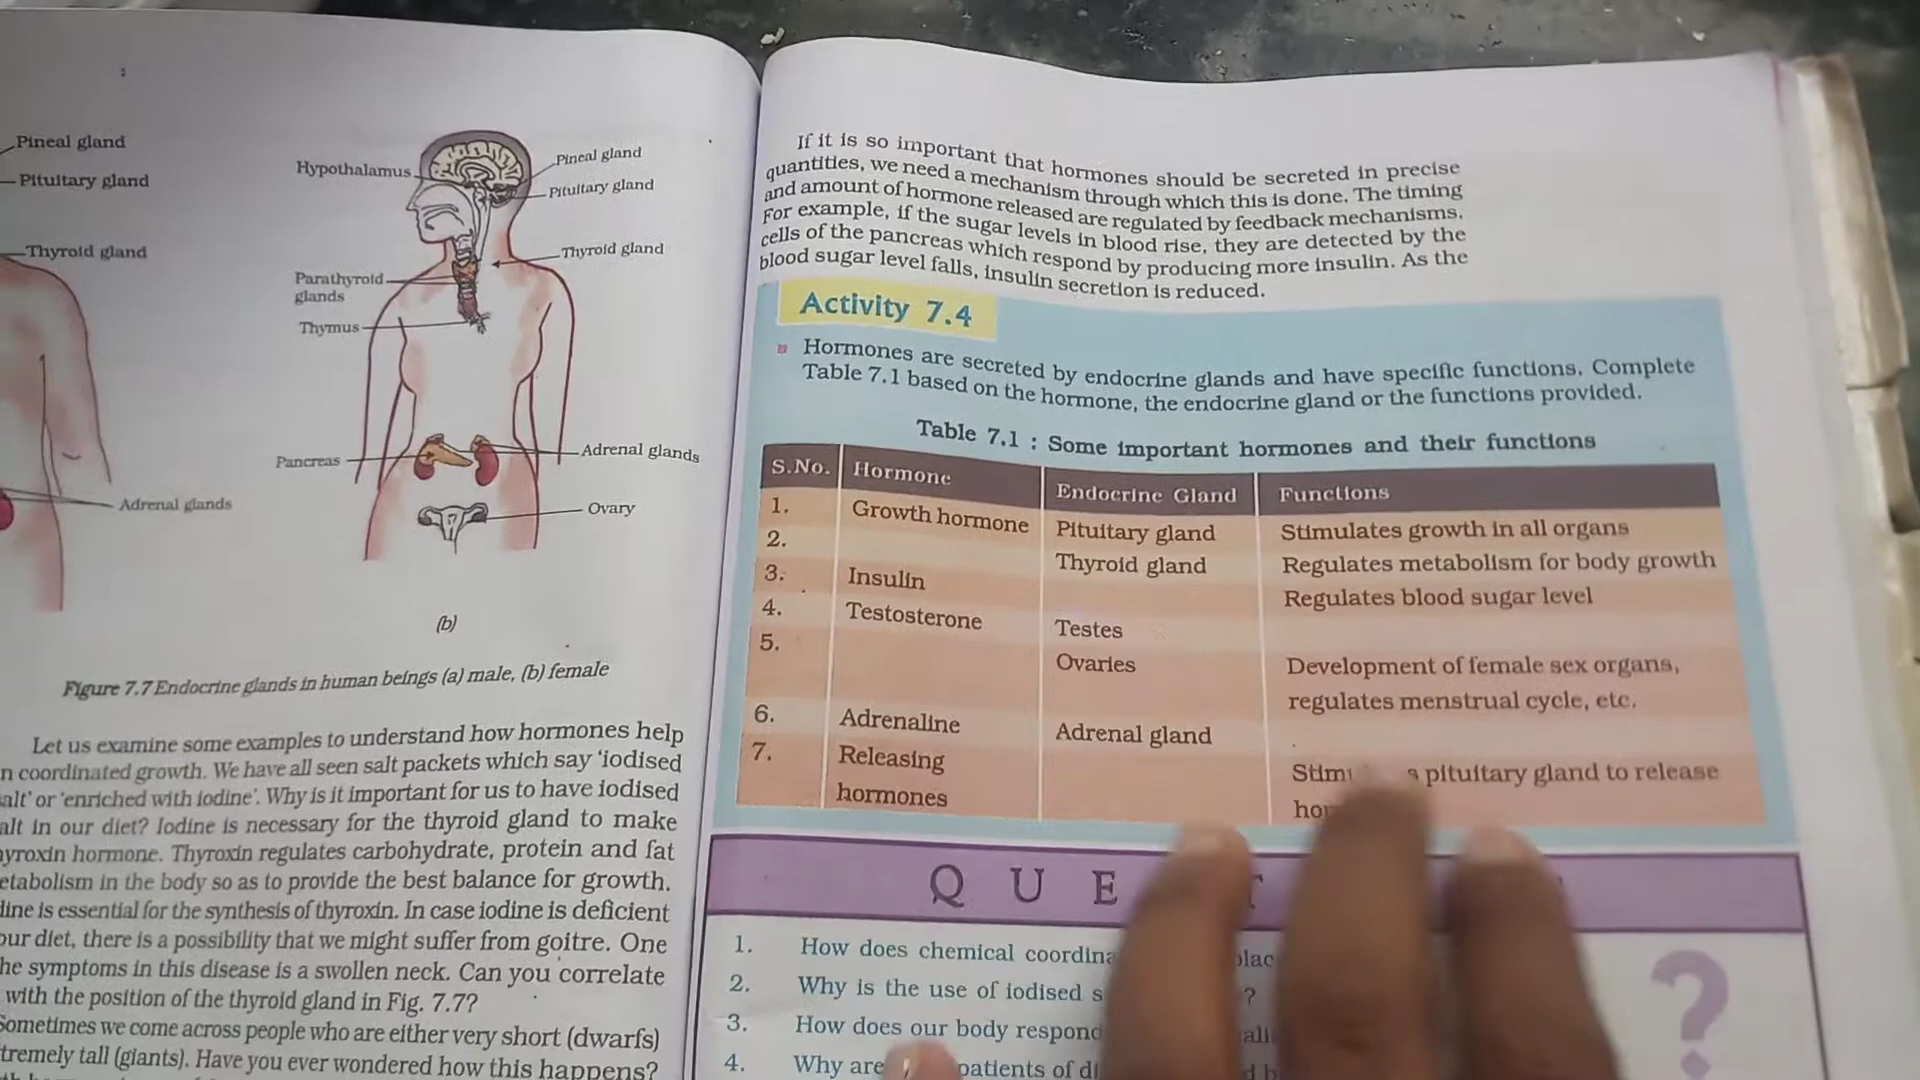 Pineal gland
Pituitary gland
Thyroid gland
Adrenal glands
Hypothalamus
Pineal gland
Pituitary gland
Thyroid gland
Parathyroid
glands
Thymus
Pancreas
Adrenal glands
Ovary
(b)
Figure 7.7 Endocrine glands in human beings (a) male, (b) female
Let us examine some examples to understand how hormones help
n coordinated growth. We have all seen salt packets which say 'iodised
alt' or 'enriched with iodine'. Why is it important for us to have iodised
alt in our diet? Iodine is necessary for the thyroid gland to make
yroxin hormone. Thyroxin regulates carbohydrate, protein and fat
etabolism in the body so as to provide the best balance for growth.
dine is essential for the synthesis of thyroxin. In case iodine is deficient
our diet, there is a possibility that we might suffer from goitre. One
he symptoms in this disease is a swollen neck. Can you correlate
with the position of the thyroid gland in Fig. 7.7?
Sometimes we come across people who are either very short (dwarfs)
tremely tall (giants). Have you ever wondered how this happens?
If it is so important that hormones should be secreted in precise
quantities, we need a mechanism through which this is done. The timing
and amount of hormone released are regulated by feedback mechanisms.
For example, if the sugar levels in blood rise, they are detected by the
cells of the pancreas which respond by producing more insulin. As the
blood sugar level falls, insulin secretion is reduced.
Activity 7.4
Hormones are secreted by endocrine glands and have specific functions. Complete
Table 7.1 based on the hormone, the endocrine gland or the functions provided.
Table 7.1 : Some important hormones and their functions
S.No. Hormone Endocrine Gland Functions
1. Growth hormone Pituitary gland Stimulates growth in all organs
2. Thyroid gland Regulates metabolism for body growth
3. Insulin Regulates blood sugar level
4. Testosterone Testes
5. Ovaries Development of female sex organs,
regulates menstrual cycle, etc.
6. Adrenaline Adrenal gland
7. Releasing pituitary gland to release
hormones
Q U E
1. How does chemical
2. Why is the use of iodised ?
3. How does our body respond
4. Why are patients of
?